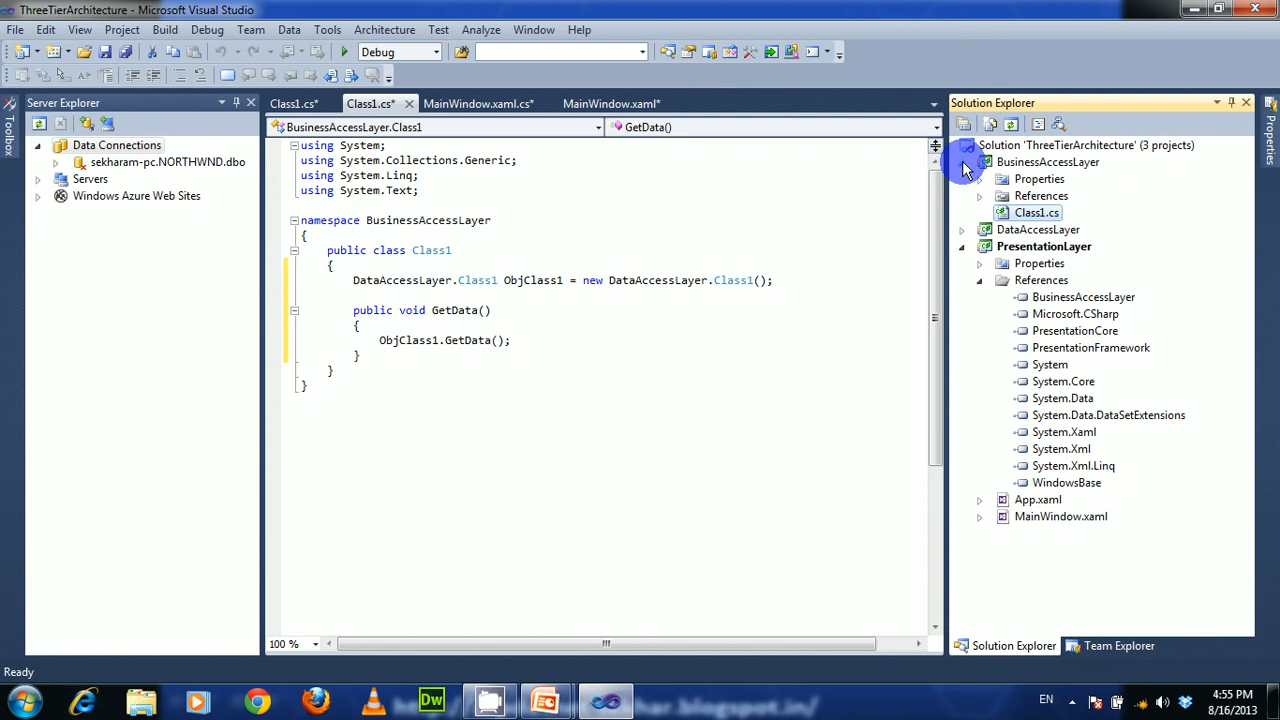 ThreeTierArchitecture - Microsoft Visual Studio
File Edit View Project Build Debug Team Data Tools Architecture Test Analyze Window Help
Debug
Server Explorer
Data Connections
sekharam-pc.NORTHWND.dbo
Servers
Windows Azure Web Sites
Toolbox
Class1.cs* Class1.cs* MainWindow.xaml.cs* MainWindow.xaml*
BusinessAccessLayer.Class1 GetData()
using System;
using System.Collections.Generic;
using System.Linq;
using System.Text;
namespace BusinessAccessLayer
{
public class Class1
{
DataAccessLayer.Class1 ObjClass1 = new DataAccessLayer.Class1();
public void GetData()
{
ObjClass1.GetData();
}
}
}
100 %
Solution Explorer
Solution 'ThreeTierArchitecture' (3 projects)
BusinessAccessLayer
Properties
References
Class1.cs
DataAccessLayer
PresentationLayer
Properties
References
BusinessAccessLayer
Microsoft.CSharp
PresentationCore
PresentationFramework
System
System.Core
System.Data
System.Data.DataSetExtensions
System.Xaml
System.Xml
System.Xml.Linq
WindowsBase
App.xaml
MainWindow.xaml
Solution Explorer Team Explorer
Properties
Ready
Dw
EN
4:55 PM
8/16/2013